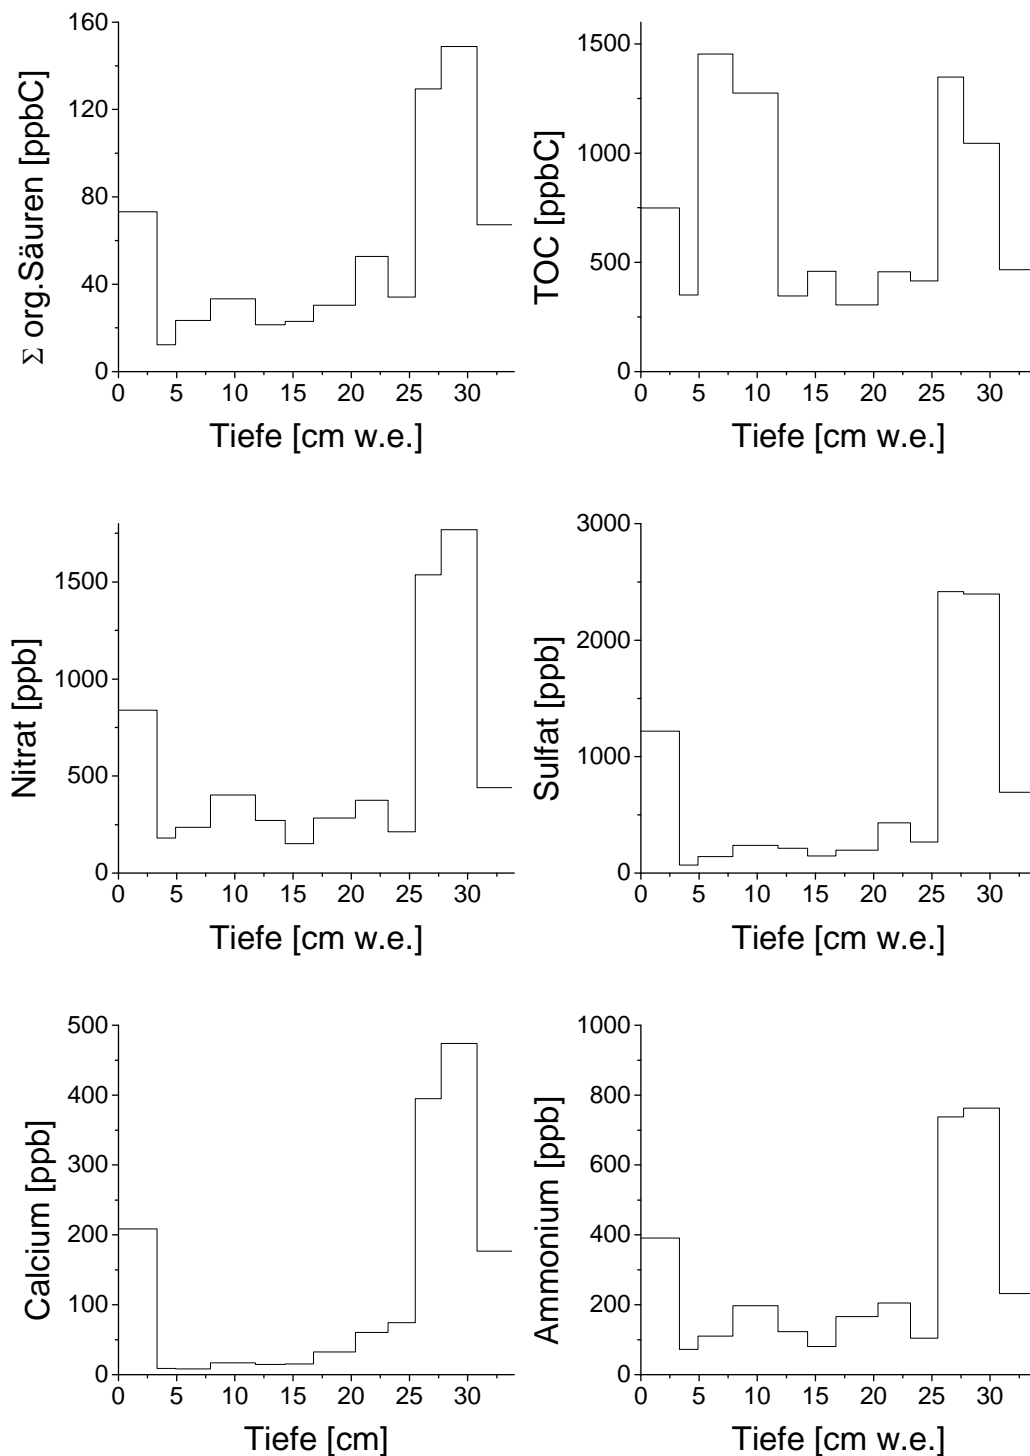 160
120
80
40
0
Σ org.Säuren [ppbC]
0 5 10 15 20 25 30
Tiefe [cm w.e.]
1500
1000
500
0
TOC [ppbC]
0 5 10 15 20 25 30
Tiefe [cm w.e.]
1500
1000
500
0
Nitrat [ppb]
0 5 10 15 20 25 30
Tiefe [cm w.e.]
3000
2000
1000
0
Sulfat [ppb]
0 5 10 15 20 25 30
Tiefe [cm w.e.]
500
400
300
200
100
0
Calcium [ppb]
0 5 10 15 20 25 30
Tiefe [cm]
1000
800
600
400
200
0
Ammonium [ppb]
0 5 10 15 20 25 30
Tiefe [cm w.e.]